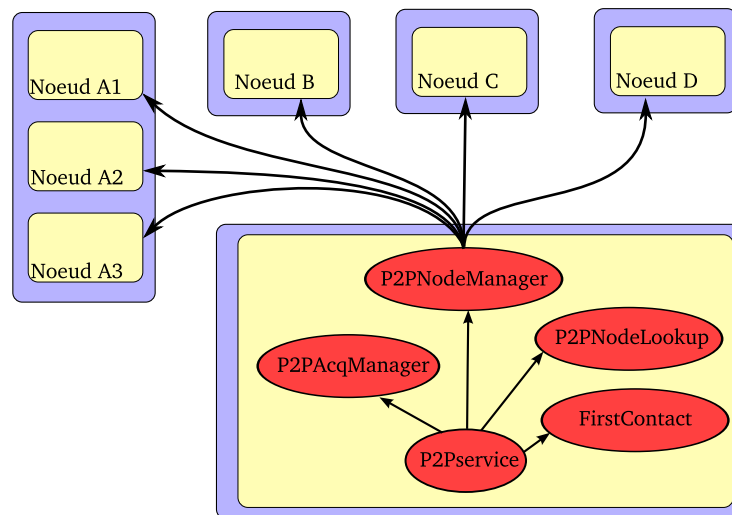 Noeud A1
Noeud B
Noeud C
Noeud D
Noeud A2
Noeud A3
P2PNodeManager
P2PNodeLookup
P2PAcqManager
FirstContact
P2Pservice